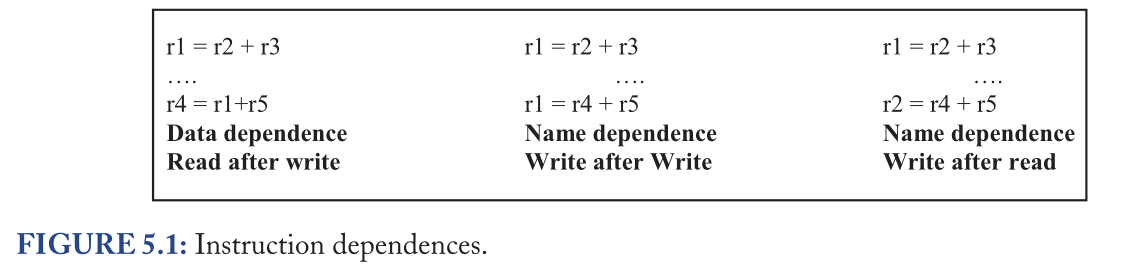 r1 = r2 + r3
....
r4 = r1+r5
Data dependence
Read after write
r1 = r2 + r3
....
r1 = r4 + r5
Name dependence
Write after Write
r1 = r2 + r3
....
r2 = r4 + r5
Name dependence
Write after read
FIGURE 5.1: Instruction dependences.